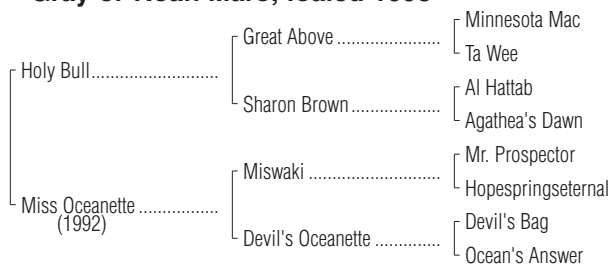 Great Above
Minnesota Mac
Ta Wee
Holy Bull
Sharon Brown
Al Hattab
Agathea's Dawn
Miswaki
Mr. Prospector
Hopespringseternal
Miss Oceanette
(1992)
Devil's Oceanette
Devil's Bag
Ocean's Answer